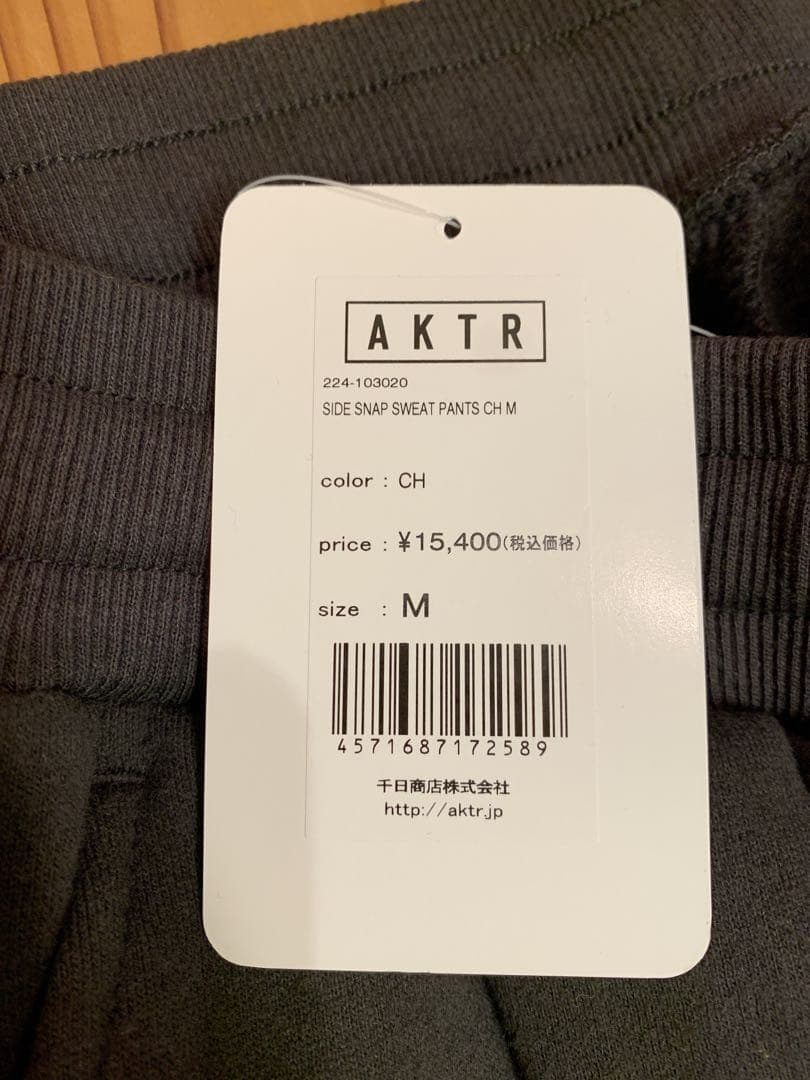 AKTR
224-103020
SIDE SNAP SWEAT PANTS CH M
color : CH
price : ¥15,400(税込価格)
size : M
4571687172589
千日商店株式会社
http://aktr.jp